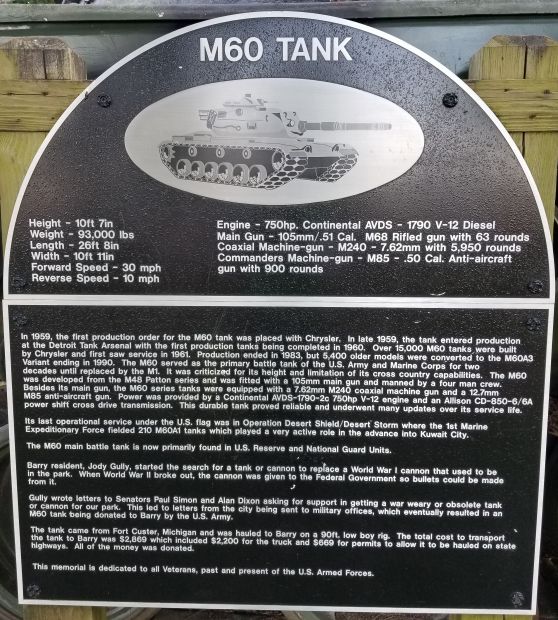 M60 TANK
Height - 10ft 7in
Weight - 93,000 lbs
Length - 26ft 8in
Width - 10ft 11in
Forward Speed - 30 mph
Reverse Speed - 10 mph
Engine - 750hp. Continental AVDS - 1790 V-12 Diesel
Main Gun - 105mm/.51 Cal. M68 Rifled gun with 63 rounds
Coaxial Machine-gun - M240 - 7.62mm with 5,950 rounds
Commanders Machine-gun - M85 - .50 Cal. Anti-aircraft
gun with 900 rounds
In 1959, the first production order for the M60 tank was placed with Chrysler. In late 1959, the tank entered production
at the Detroit Tank Arsenal with the first production tanks being completed in 1960. Over 15,000 M60 tanks were built
by Chrysler and first saw service in 1961. Production ended in 1983, but 5,400 older models were converted to the M60A3
Variant ending in 1990. The M60 served as the primary battle tank of the U.S. Army and Marine Corps for two
decades until replaced by the M1. It was criticized for its height and limitation of its cross country capabilities. The M60
was developed from the M48 Patton series and was fitted with a 105mm main gun and manned by a four man crew.
Besides its main gun, the M60 series tanks were equipped with a 7.62mm M240 coaxial machine gun and a 12.7mm
M85 anti-aircraft gun. Power was provided by a Continental AVDS-1790-2c 750hp V-12 engine and an Allison CD-850-6/6A
power shift cross drive transmission. This durable tank proved reliable and underwent many updates over its service life.
Its last operational service under the U.S. flag was in Operation Desert Shield/Desert Storm where the 1st Marine
Expeditionary Force fielded 210 M60A1 tanks which played a very active role in the advance into Kuwait City.
The M60 main battle tank is now primarily found in U.S. Reserve and National Guard Units.
Barry resident, Jody Gully, started the search for a tank or cannon to replace a World War I cannon that used to be
in the park. When World War II broke out, the cannon was given to the Federal Government so bullets could be made
from it.
Gully wrote letters to Senators Paul Simon and Alan Dixon asking for support in getting a war weary or obsolete tank
or cannon for our park. This led to letters from the city being sent to military offices, which eventually resulted in an
M60 tank being donated to Barry by the U.S. Army.
The tank came from Fort Custer, Michigan and was hauled to Barry on a 90ft. low boy rig. The total cost to transport
the tank to Barry was $2,869 which included $2,200 for the truck and $669 for permits to allow it to be hauled on state
highways. All of the money was donated.
This memorial is dedicated to all Veterans, past and present of the U.S. Armed Forces.